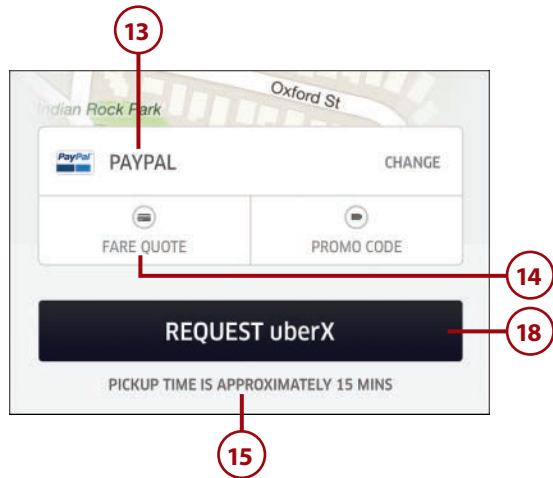 13
Oxford St
Indian Rock Park
PayPal PAYPAL CHANGE
FARE QUOTE PROMO CODE
14
REQUEST uberX 18
PICKUP TIME IS APPROXIMATELY 15 MINS
15